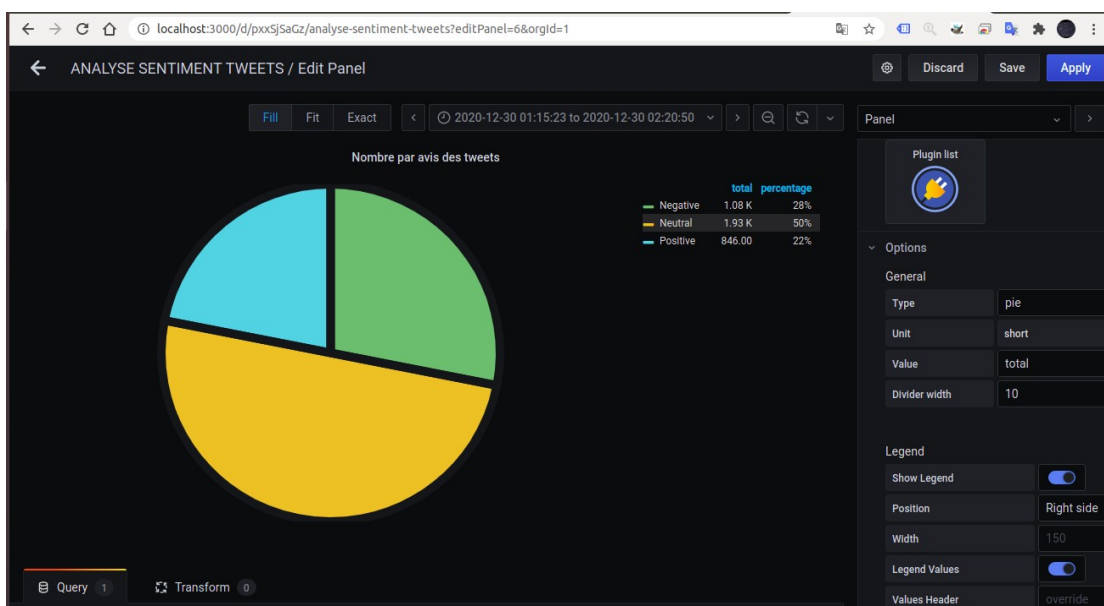 localhost:3000/d/pxxSjSaGz/analyse-sentiment-tweets?editPanel=6&orgId=1
ANALYSE SENTIMENT TWEETS / Edit Panel
Discard Save Apply
Fill Fit Exact 2020-12-30 01:15:23 to 2020-12-30 02:20:50
Panel
Nombre par avis des tweets
total percentage
Negative 1.08 K 28%
Neutral 1.93 K 50%
Positive 846.00 22%
Plugin list
Options
General
Type pie
Unit short
Value total
Divider width 10
Legend
Show Legend
Position Right side
Width 150
Legend Values
Values Header override
Query 1 Transform 0